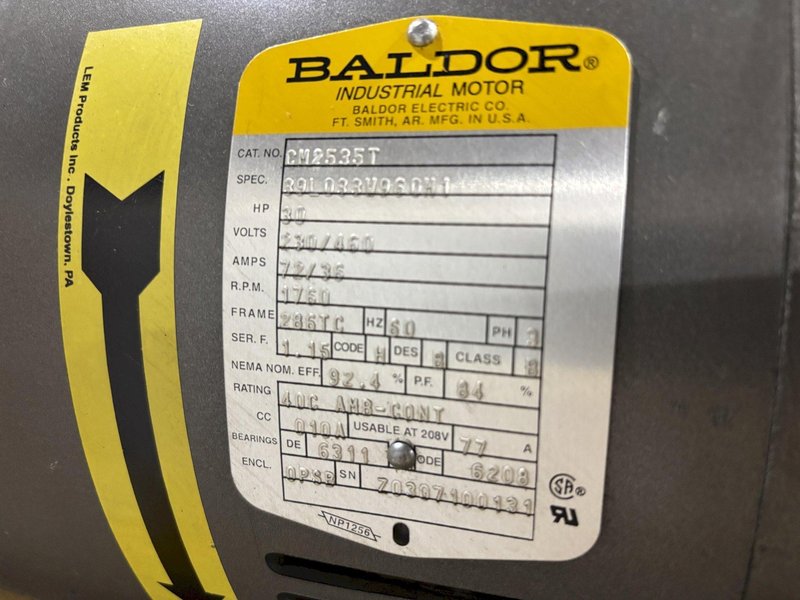 LEM Products Inc . Doylestown, PA
BALDOR®
INDUSTRIAL MOTOR
BALDOR ELECTRIC CO.
FT. SMITH, AR. MFG. IN U.S.A.
CAT. NO. CM2535T
SPEC. 39L033W960H1
HP 30
VOLTS 230/460
AMPS 72/36
R.P.M. 1760
FRAME 286TC HZ 60 PH 3
SER. F. 1.15 CODE H DES B CLASS B
NEMA NOM. EFF. 92.4 % P.F. 84 %
RATING 40C AMB-CONT
CC 010A USABLE AT 208V 77 A
BEARINGS DE 6311 ODE 6208
ENCL. OPSB SN Z0307100131
SA®
NP1256